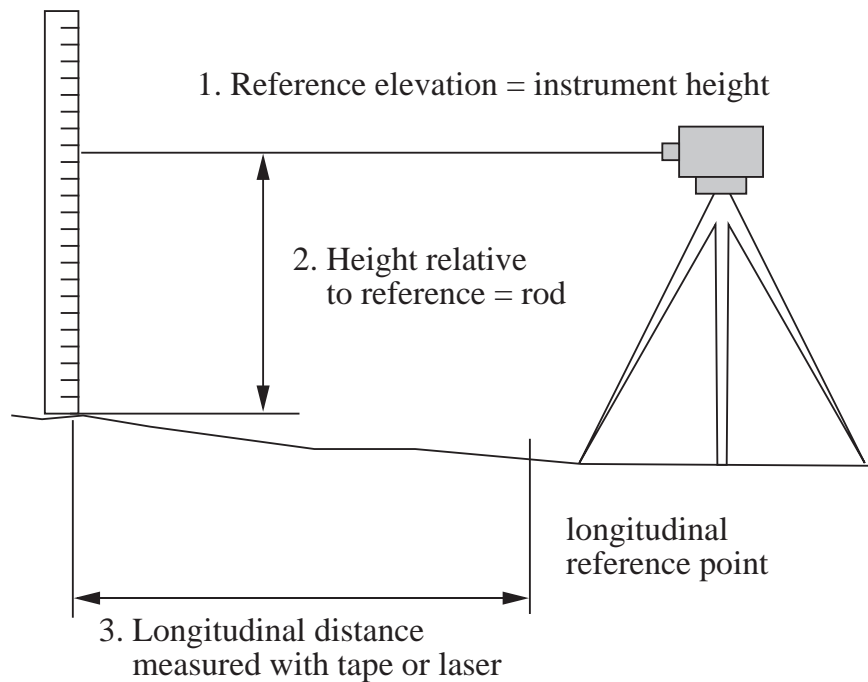 1. Reference elevation = instrument height
2. Height relative
to reference = rod
longitudinal
reference point
3. Longitudinal distance
measured with tape or laser